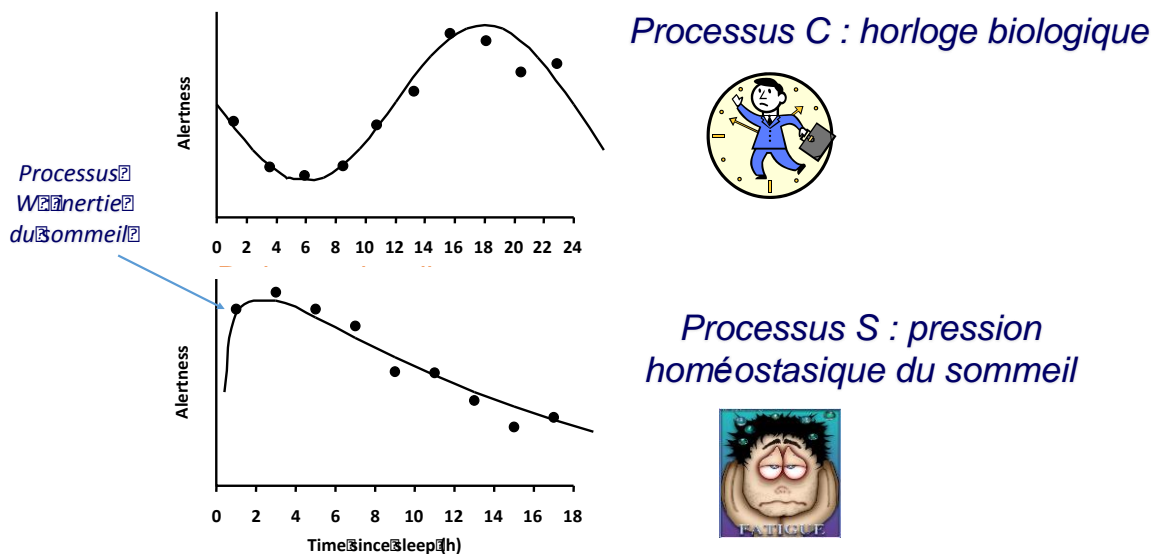 Processus C : horloge biologique
Alertness
0 2 4 6 8 10 12 14 16 18 20 22 24
Processus
W inertie
du sommeil
Processus S : pression
homéostasique du sommeil
Alertness
0 2 4 6 8 10 12 14 16 18
Time since sleep (h)
FATIGUE